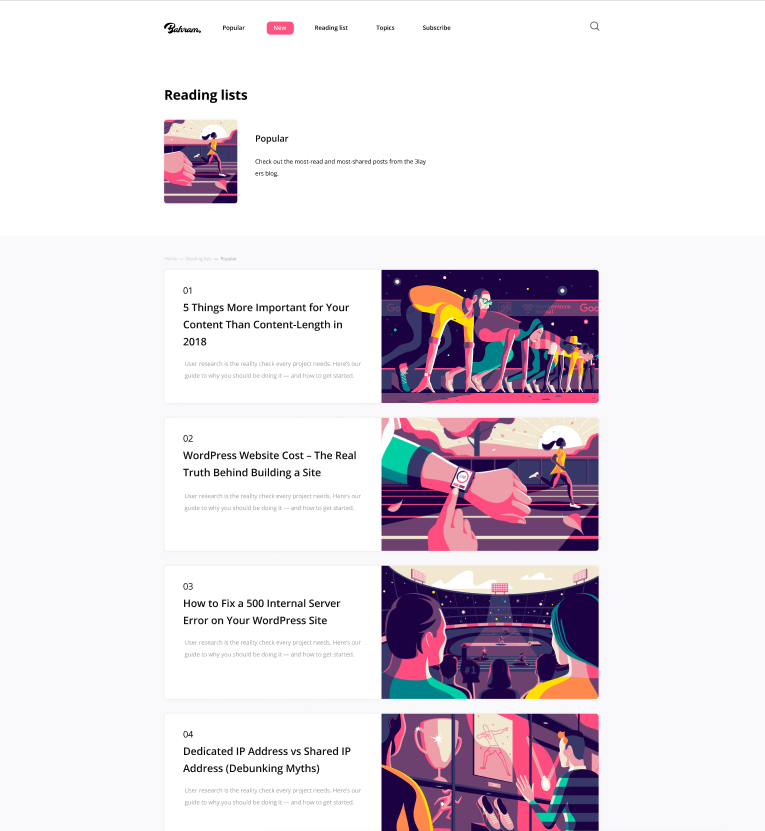 Bahram.
Popular
New
Reading list
Topics
Subscribe
Reading lists
Popular
Check out the most-read and most-shared posts from the 3lay
ers blog.
Home — Reading lists — Popular
01
5 Things More Important for Your
Content Than Content-Length in
2018
User research is the reality check every project needs. Here's our
guide to why you should be doing it — and how to get started.
02
WordPress Website Cost – The Real
Truth Behind Building a Site
User research is the reality check every project needs. Here's our
guide to why you should be doing it — and how to get started.
03
How to Fix a 500 Internal Server
Error on Your WordPress Site
User research is the reality check every project needs. Here's our
guide to why you should be doing it — and how to get started.
#1
04
Dedicated IP Address vs Shared IP
Address (Debunking Myths)
User research is the reality check every project needs. Here's our
guide to why you should be doing it — and how to get started.